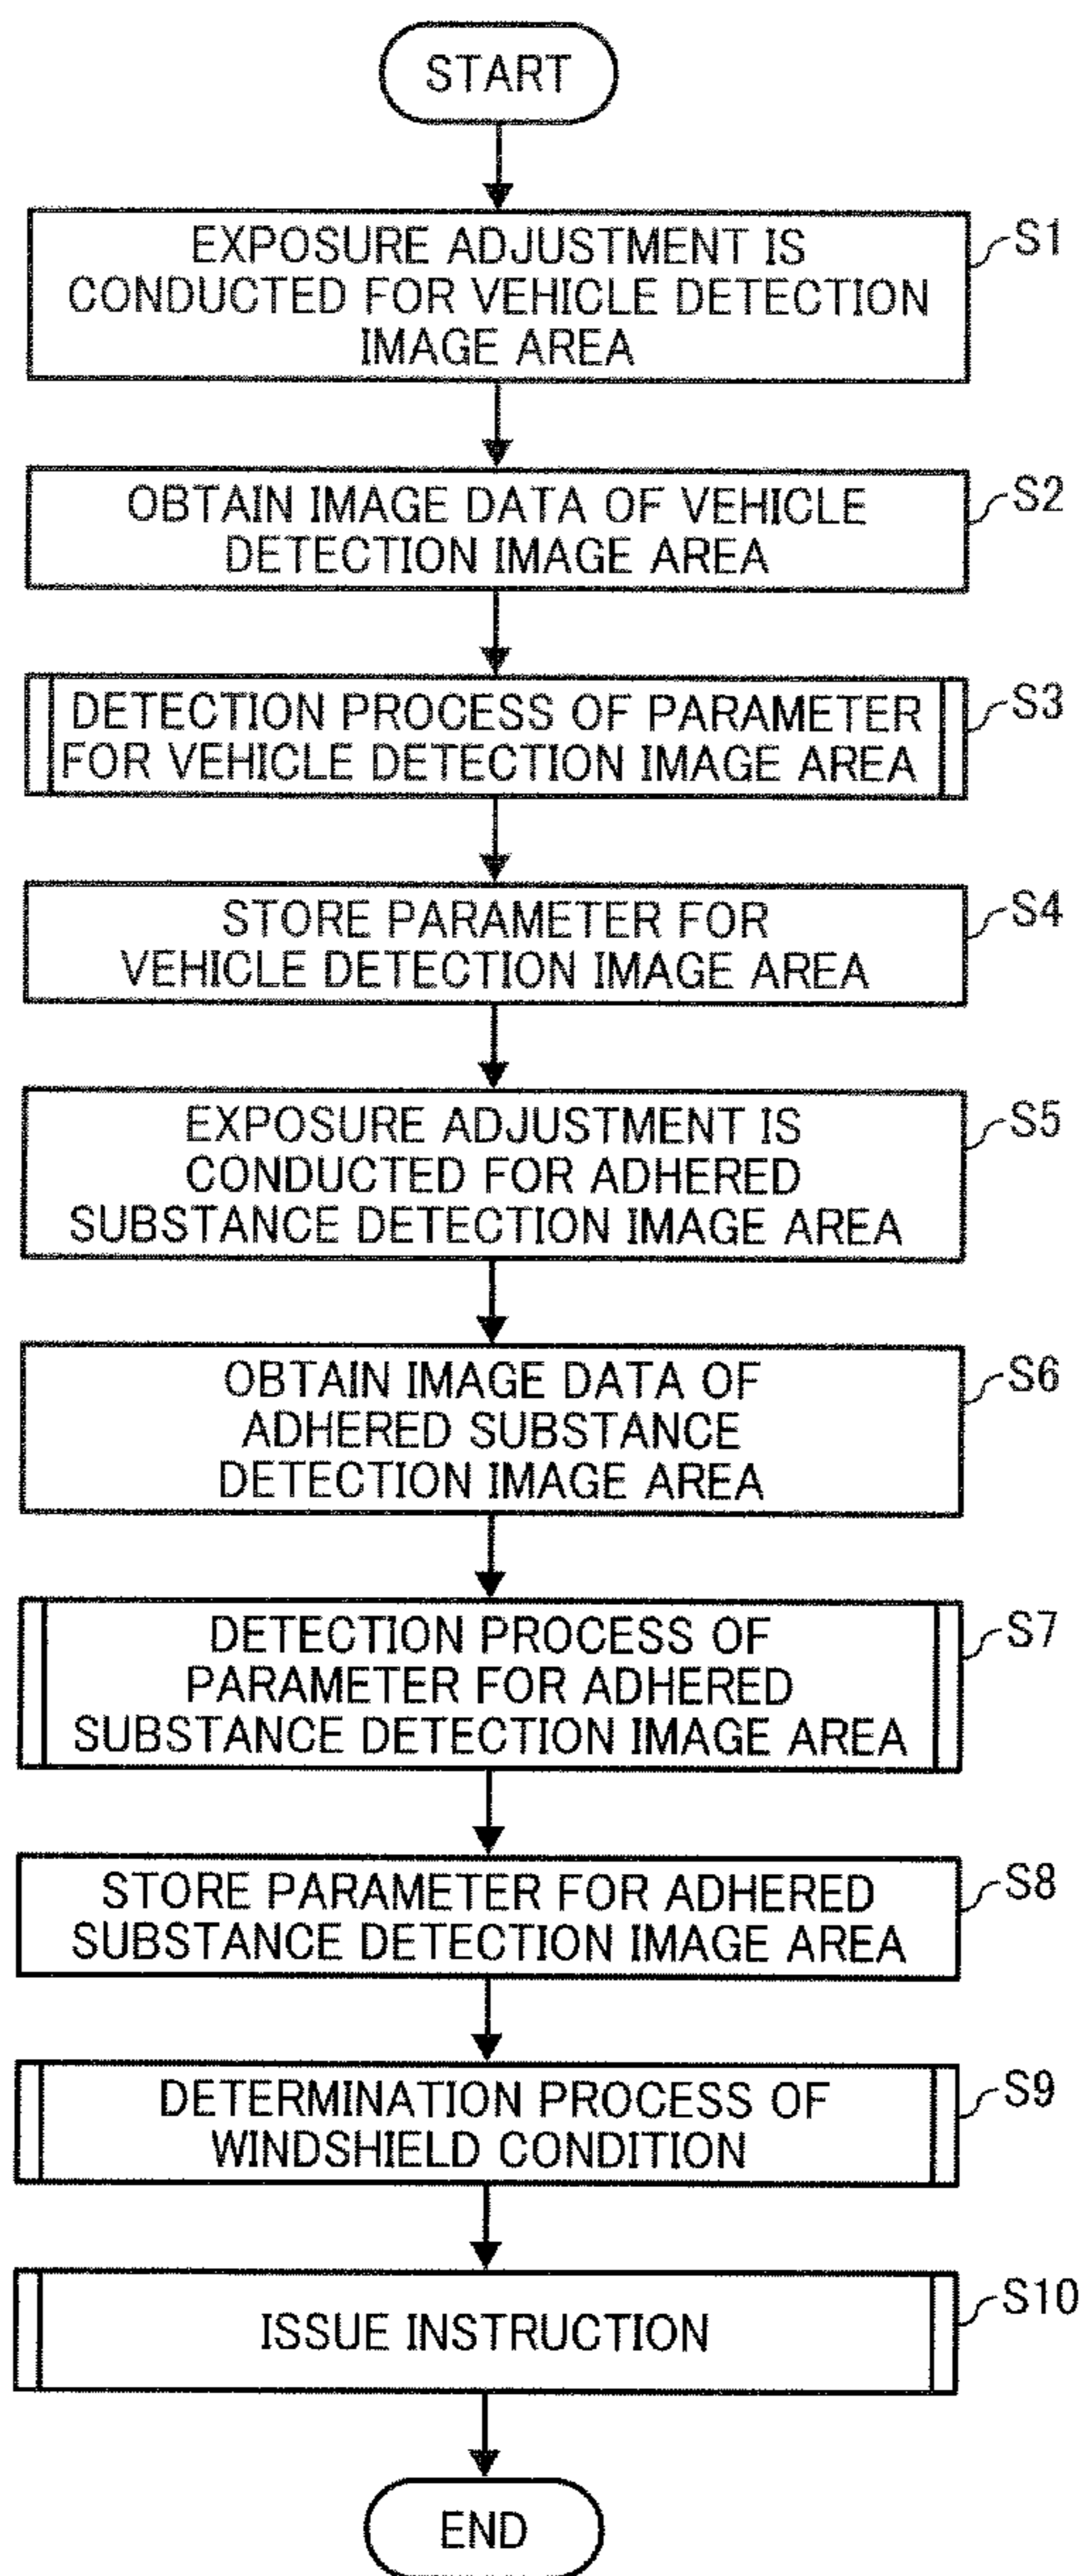 START
EXPOSURE ADJUSTMENT IS
CONDUCTED FOR VEHICLE DETECTION
IMAGE AREA
S1
OBTAIN IMAGE DATA OF VEHICLE
DETECTION IMAGE AREA
S2
DETECTION PROCESS OF PARAMETER
FOR VEHICLE DETECTION IMAGE AREA
S3
STORE PARAMETER FOR
VEHICLE DETECTION IMAGE AREA
S4
EXPOSURE ADJUSTMENT IS
CONDUCTED FOR ADHERED
SUBSTANCE DETECTION IMAGE AREA
S5
OBTAIN IMAGE DATA OF
ADHERED SUBSTANCE
DETECTION IMAGE AREA
S6
DETECTION PROCESS OF
PARAMETER FOR ADHERED
SUBSTANCE DETECTION IMAGE AREA
S7
STORE PARAMETER FOR ADHERED
SUBSTANCE DETECTION IMAGE AREA
S8
DETERMINATION PROCESS OF
WINDSHIELD CONDITION
S9
ISSUE INSTRUCTION
S10
END